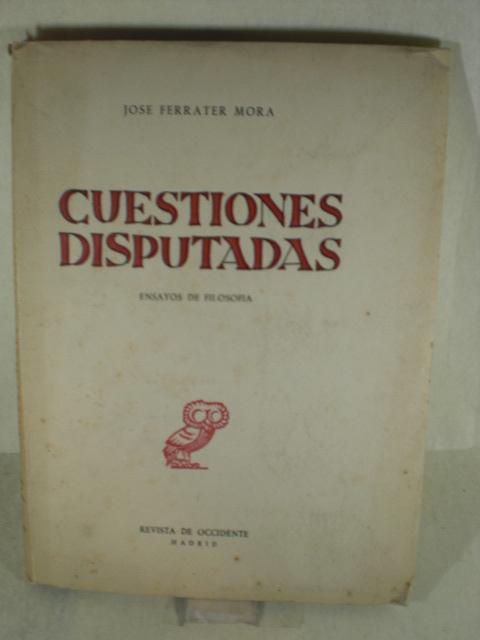 JOSE FERRATER MORA
CUESTIONES
DISPUTADAS
ENSAYOS DE FILOSOFIA
REVISTA DE OCCIDENTE
MADRID